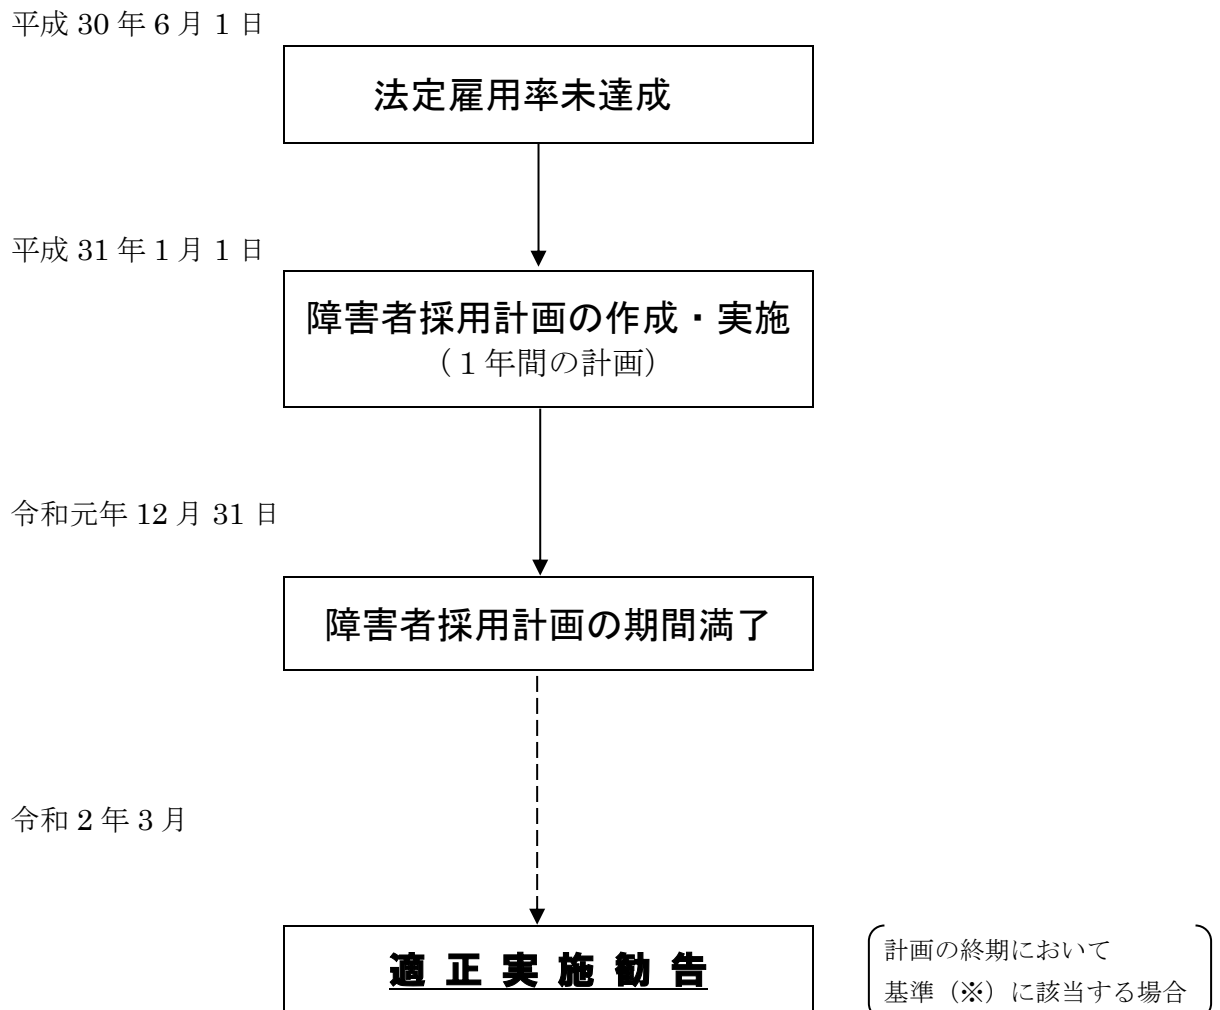 平成 30 年 6 月 1 日
法定雇用率未達成
平成 31 年 1 月 1 日
障害者採用計画の作成・実施
（１年間の計画）
令和元年 12 月 31 日
障害者採用計画の期間満了
令和 2 年 3 月
適 正 実 施 勧 告
計画の終期において
基準（※）に該当する場合